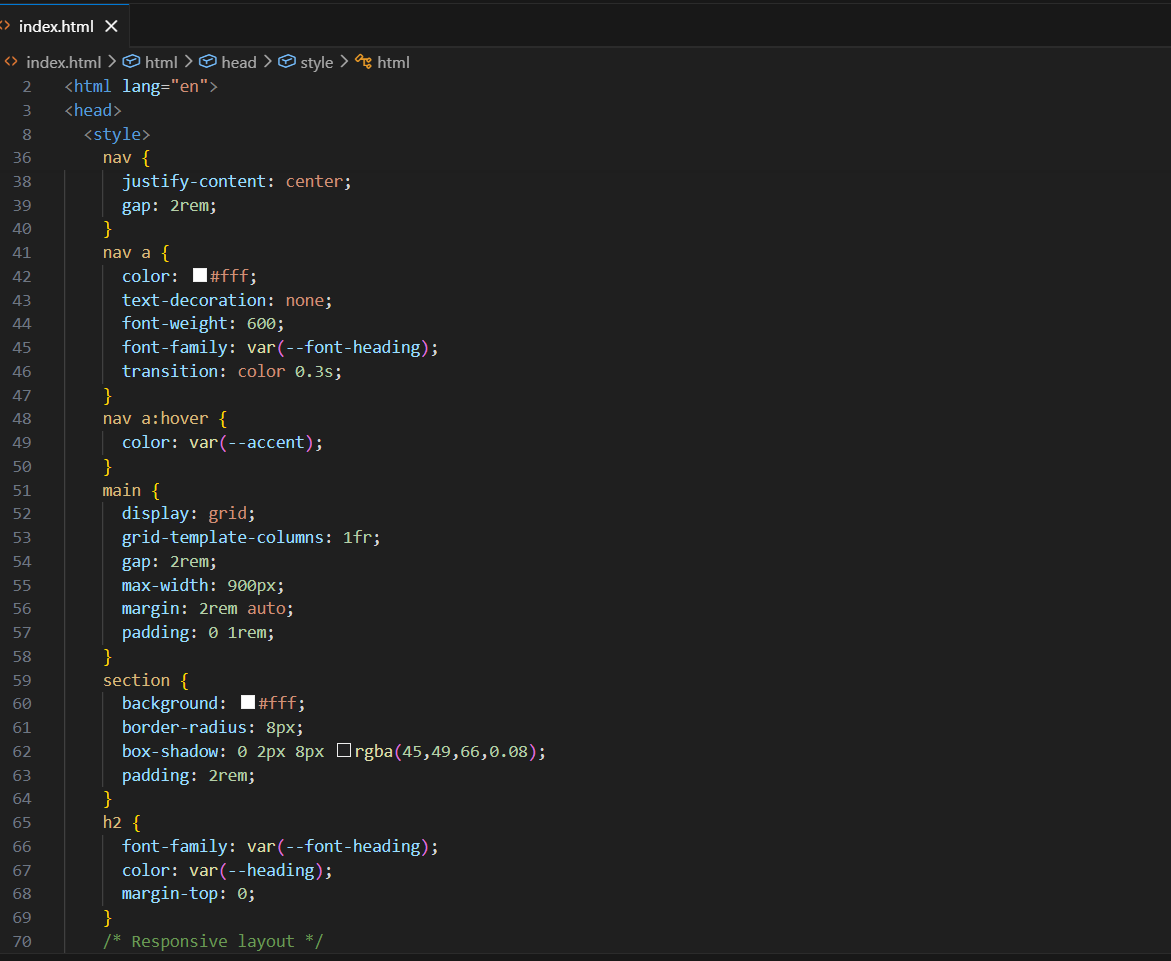 index.html
index.html > html > head > style > html
2 <html lang="en">
3 <head>
8 <style>
36 nav {
38 justify-content: center;
39 gap: 2rem;
40 }
41 nav a {
42 color: #fff;
43 text-decoration: none;
44 font-weight: 600;
45 font-family: var(--font-heading);
46 transition: color 0.3s;
47 }
48 nav a:hover {
49 color: var(--accent);
50 }
51 main {
52 display: grid;
53 grid-template-columns: 1fr;
54 gap: 2rem;
55 max-width: 900px;
56 margin: 2rem auto;
57 padding: 0 1rem;
58 }
59 section {
60 background: #fff;
61 border-radius: 8px;
62 box-shadow: 0 2px 8px rgba(45,49,66,0.08);
63 padding: 2rem;
64 }
65 h2 {
66 font-family: var(--font-heading);
67 color: var(--heading);
68 margin-top: 0;
69 }
70 /* Responsive layout */